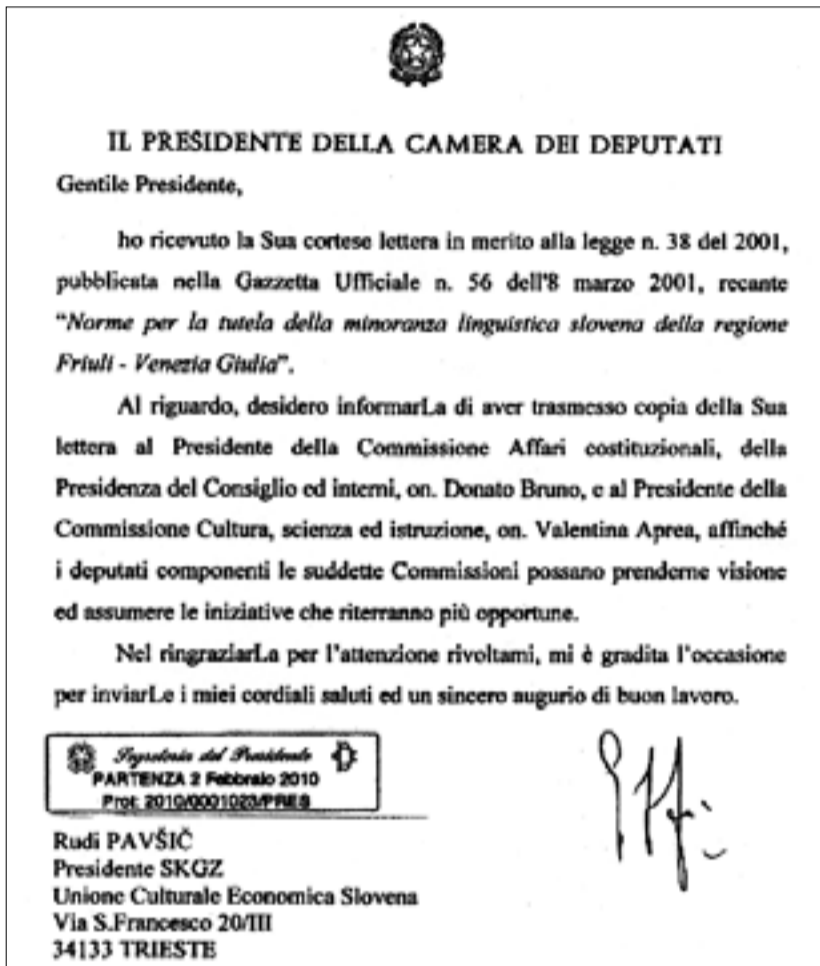 IL PRESIDENTE DELLA CAMERA DEI DEPUTATI
Gentile Presidente,
ho ricevuto la Sua cortese lettera in merito alla legge n. 38 del 2001,
pubblicata nella Gazzetta Ufficiale n. 56 dell'8 marzo 2001, recante
"Norme per la tutela della minoranza linguistica slovena della regione
Friuli - Venezia Giulia".
Al riguardo, desidero informarLa di aver trasmesso copia della Sua
lettera al Presidente della Commissione Affari costituzionali, della
Presidenza del Consiglio ed interni, on. Donato Bruno, e al Presidente della
Commissione Cultura, scienza ed istruzione, on. Valentina Aprea, affinché
i deputati componenti le suddette Commissioni possano prenderne visione
ed assumere le iniziative che riterranno più opportune.
Nel ringraziarLa per l'attenzione rivoltami, mi è gradita l'occasione
per inviarLe i miei cordiali saluti ed un sincero augurio di buon lavoro.
Segreteria del Presidente
PARTENZA 2 Febbraio 2010
Prot: 2010/0001023/PRES
Rudi PAVŠIČ
Presidente SKGZ
Unione Culturale Economica Slovena
Via S.Francesco 20/III
34133 TRIESTE